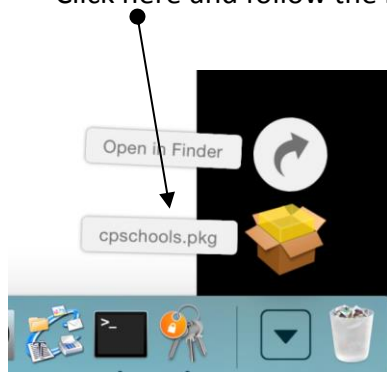 Click here and follow the
Open in Finder
cpschools.pkg
>_